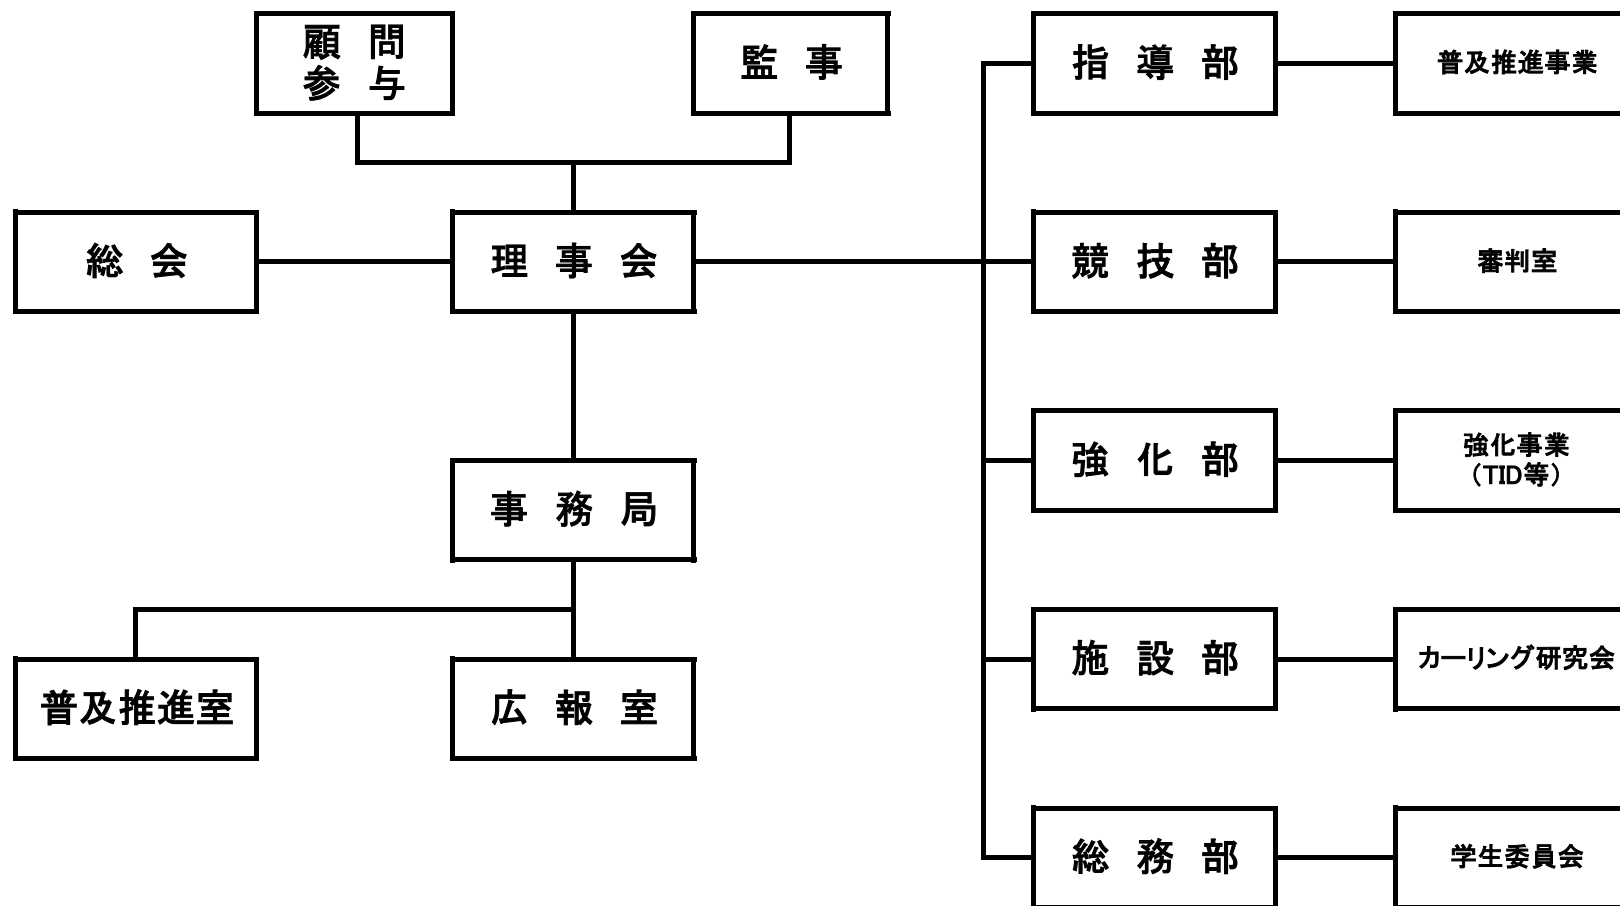 顧問
参与
監事
指導部
普及推進事業
総会
理事会
競技部
審判室
強化部
強化事業
（TID等）
事務局
施設部
カーリング研究会
普及推進室
広報室
総務部
学生委員会